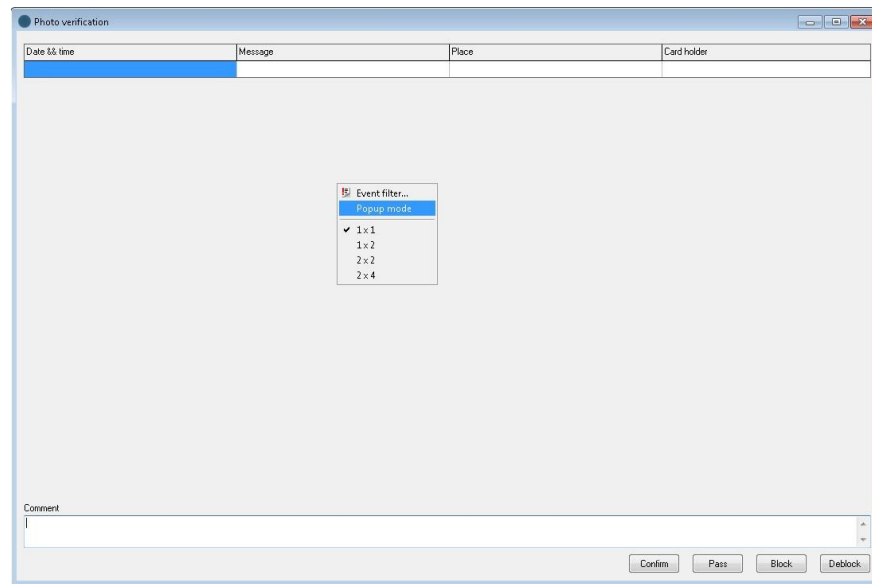 Photo verification
Date && time Message Place Card holder
Event filter...
Popup mode
1 x 1
1 x 2
2 x 2
2 x 4
Comment
Confirm Pass Block Deblock